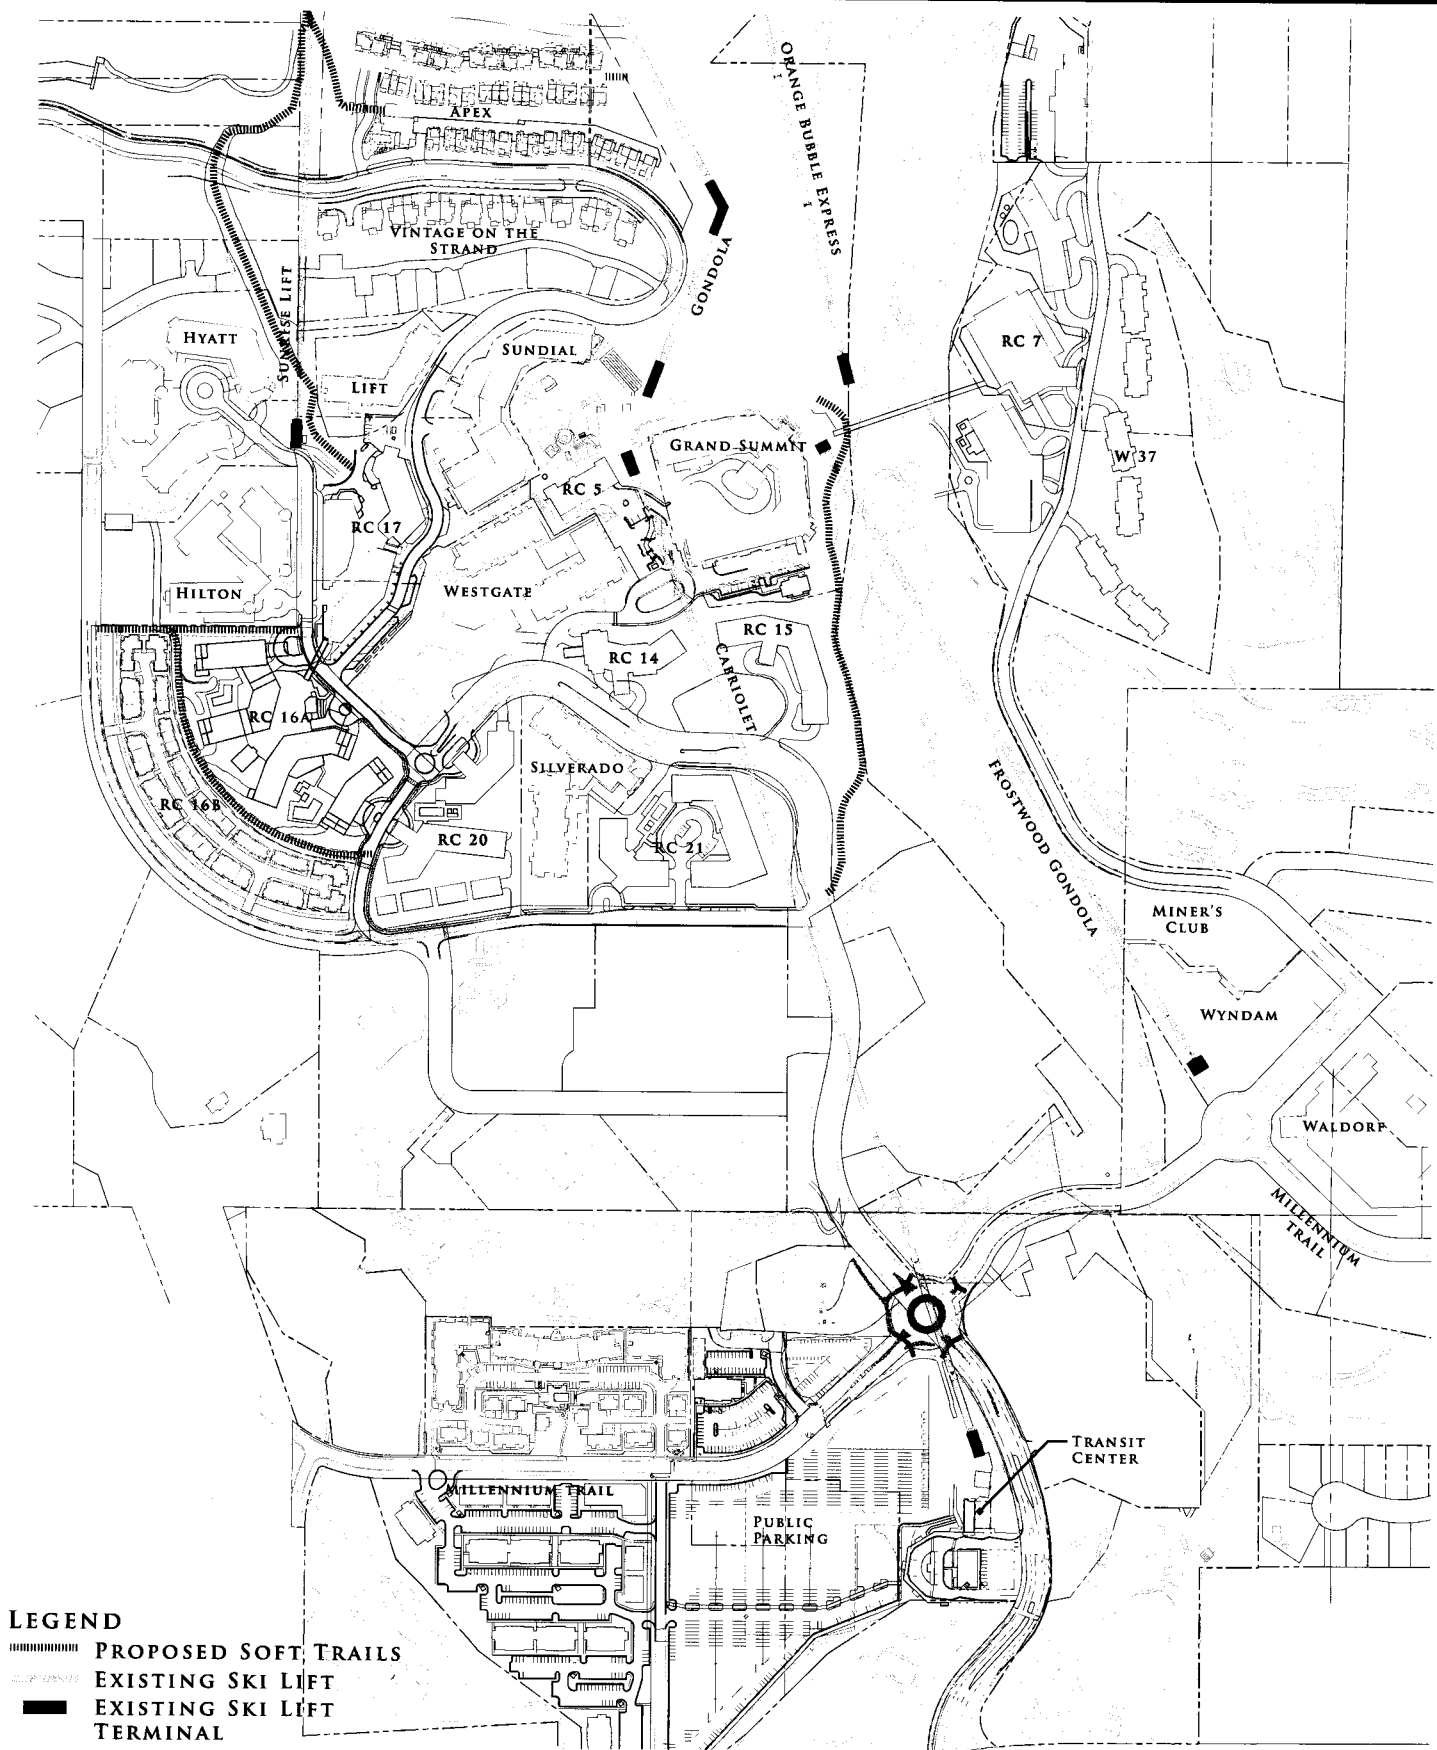 ORANGE BUBBLE EXPRESS
APEX
VINTAGE ON THE
STRAND
GONDOLA
SUNRISE LIFT
HYATT
SUNDIAL
RC 7
LIFT
GRAND SUMMIT
W 37
RC 5
RC 17
HILTON
WESTGATE
RC 15
RC 14
CABRIOLET
RC 16A
SILVERADO
RC 16B
FROSTWOOD GONDOLA
RC 20
RC 21
MINER'S
CLUB
WYNDAM
WALDORF
MILLENNIUM
TRAIL
TRANSIT
CENTER
MILLENNIUM TRAIL
PUBLIC
PARKING
LEGEND
PROPOSED SOFT TRAILS
EXISTING SKI LIFT
EXISTING SKI LIFT
TERMINAL